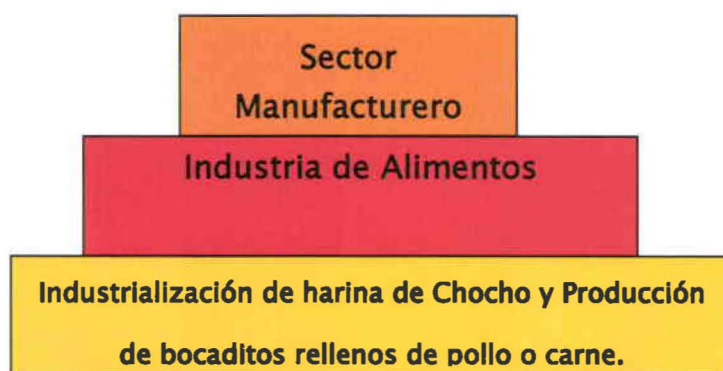 Sector
Manufacturero
Industria de Alimentos
Industrialización de harina de Chocho y Producción
de bocaditos rellenos de pollo o carne.